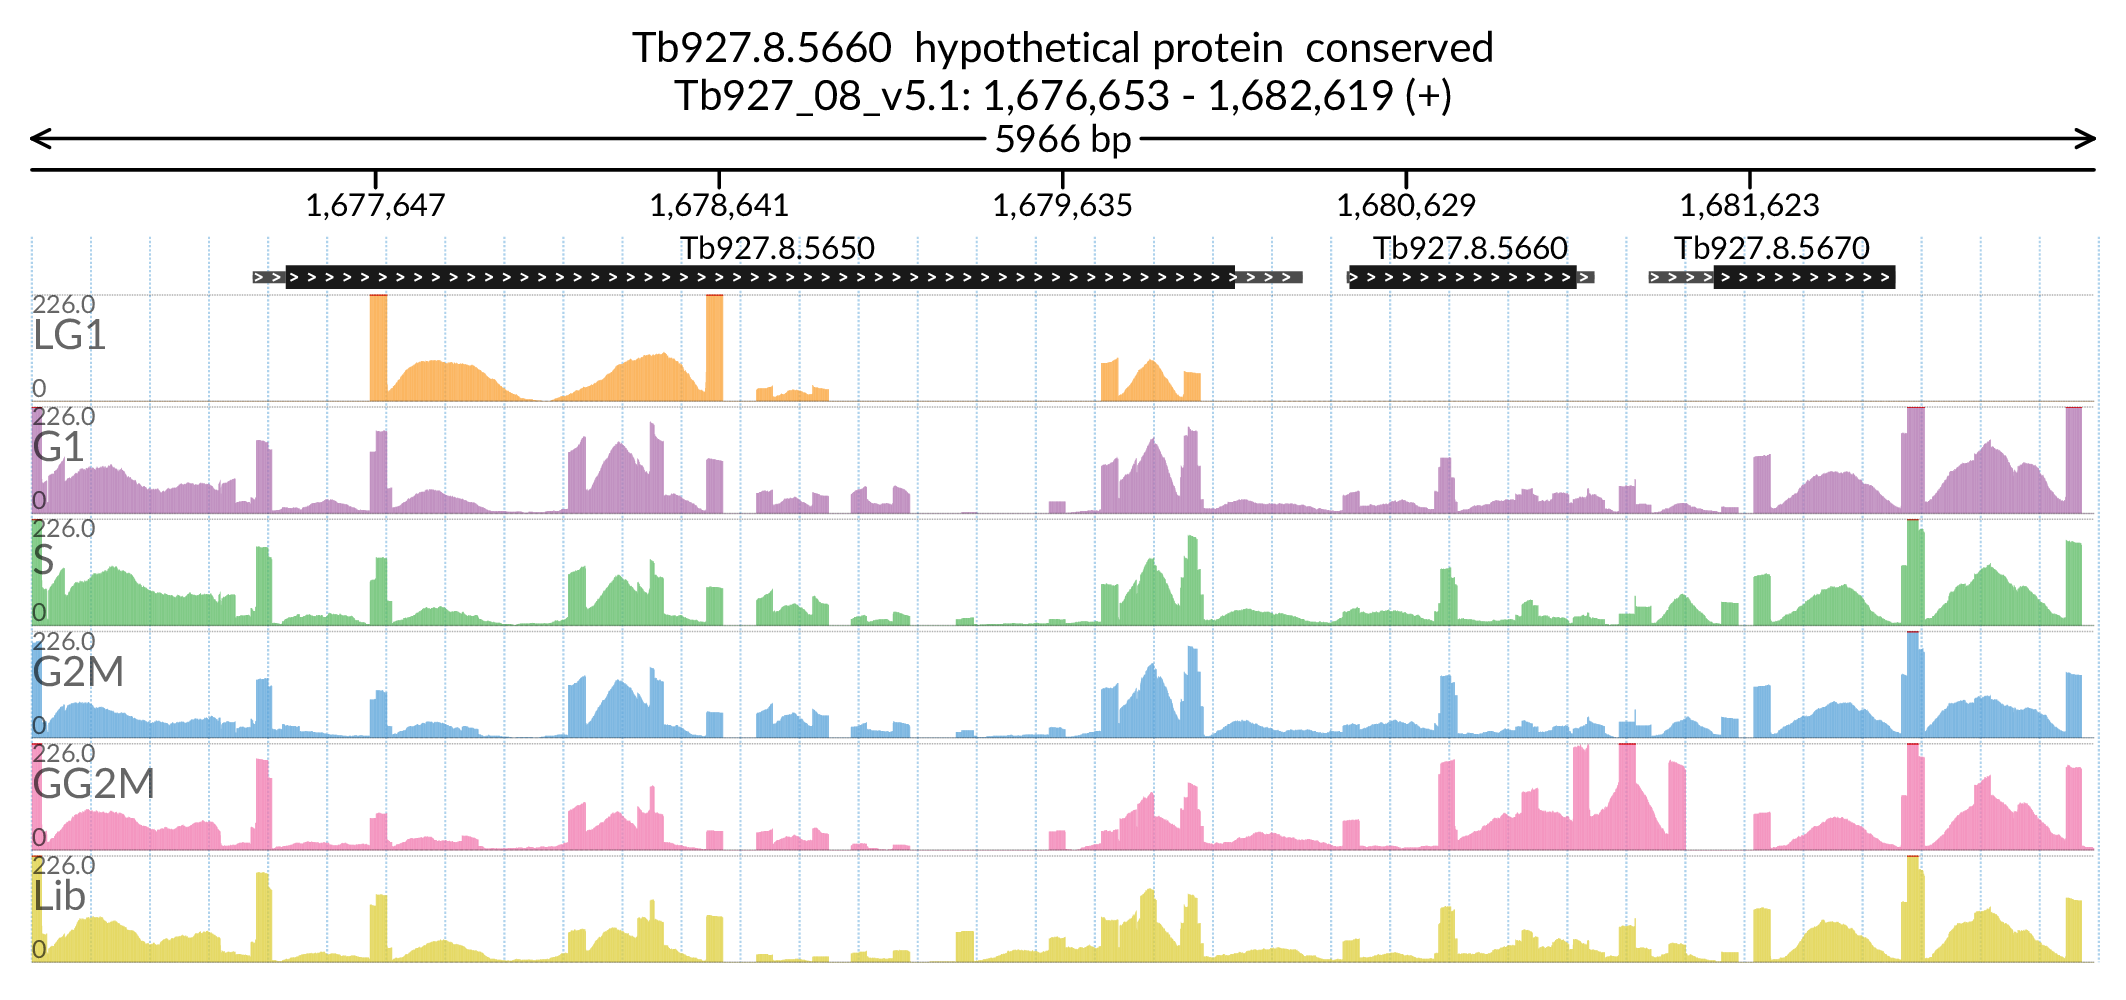 Tb927.8.5660 hypothetical protein conserved
Tb927_08_v5.1: 1,676,653 - 1,682,619 (+)
5966 bp
1,677,647 1,678,641 1,679,635 1,680,629 1,681,623
Tb927.8.5650 Tb927.8.5660 Tb927.8.5670
226.0
LG1
0
226.0
G1
0
226.0
S
0
226.0
G2M
0
226.0
GG2M
0
226.0
Lib
0